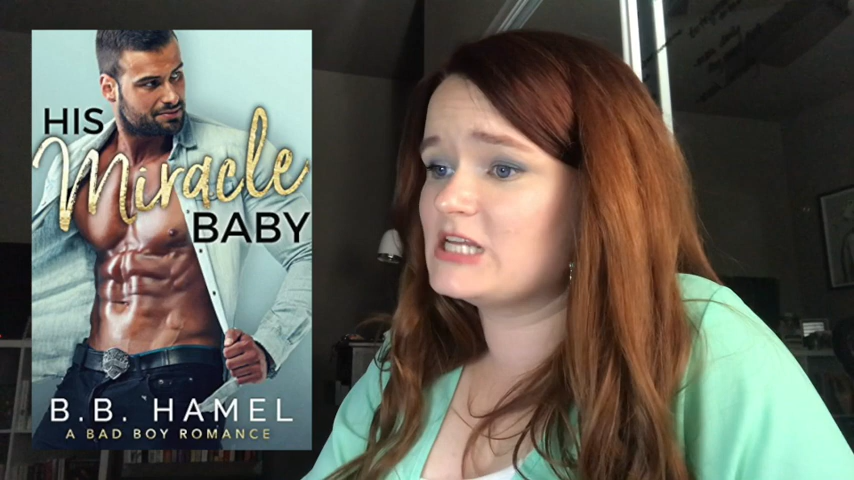 HIS
Miracle
BABY
B.B. HAMEL
A BAD BOY ROMANCE